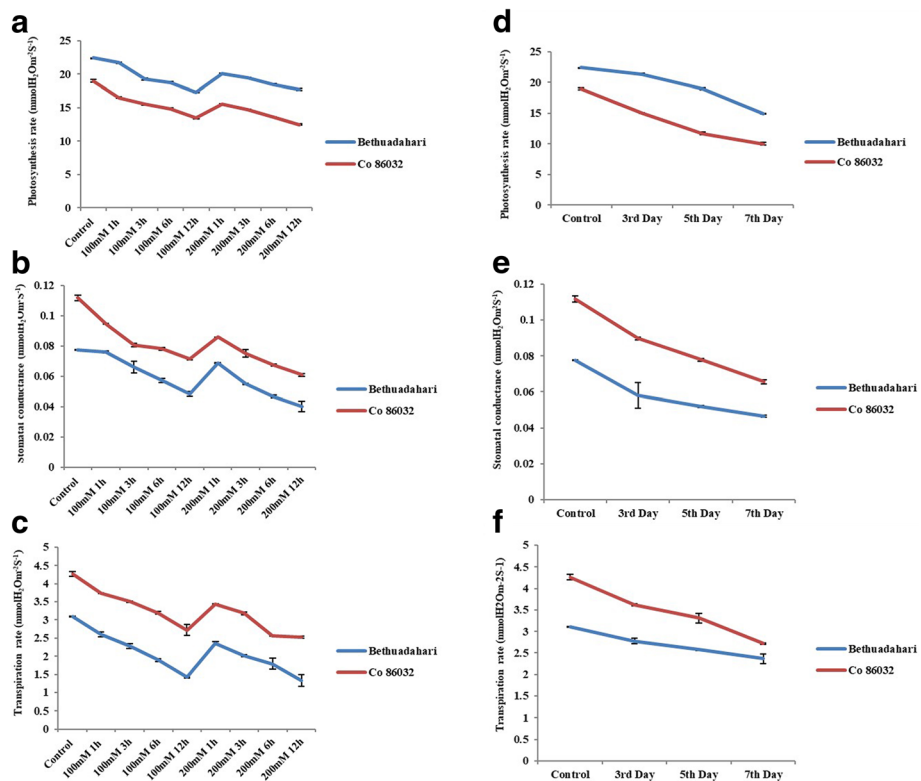 a
Photosynthesis rate (mmolH₂Om⁻²S⁻¹)
25
20
15
10
5
0
Control
100mM 1h
100mM 3h
100mM 6h
100mM 12h
200mM 1h
200mM 3h
200mM 6h
200mM 12h
Bethuadahari
Co 86032
b
Stomatal conductance (mmolH₂Om²S⁻¹)
0.12
0.1
0.08
0.06
0.04
0.02
0
Control
100mM 1h
100mM 3h
100mM 6h
100mM 12h
200mM 1h
200mM 3h
200mM 6h
200mM 12h
Bethuadahari
Co 86032
c
Transpiration rate (mmolH₂Om²S⁻¹)
5
4.5
4
3.5
3
2.5
2
1.5
1
0.5
0
Control
100mM 1h
100mM 3h
100mM 6h
100mM 12h
200mM 1h
200mM 3h
200mM 6h
200mM 12h
Bethuadahari
Co 86032
d
Photosynthesis rate (mmolH₂Om⁻²S⁻¹)
25
20
15
10
5
0
Control
3rd Day
5th Day
7th Day
Bethuadahari
Co 86032
e
Stomatal conductance (mmolH₂Om²S⁻¹)
0.12
0.1
0.08
0.06
0.04
0.02
0
Control
3rd Day
5th Day
7th Day
Bethuadahari
Co 86032
f
Transpiration rate (mmolH2Om-2S-1)
5
4.5
4
3.5
3
2.5
2
1.5
1
0.5
0
Control
3rd Day
5th Day
7th Day
Bethuadahari
Co 86032